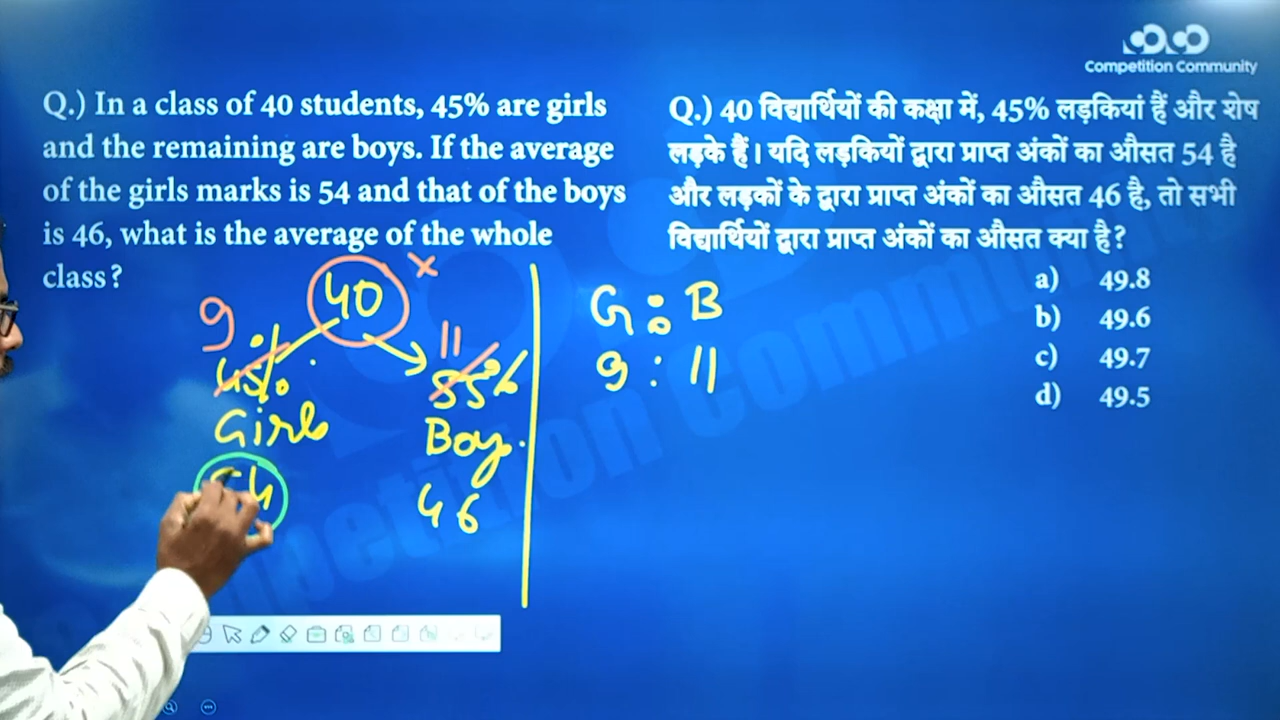 Competition Community
Q.) In a class of 40 students, 45% are girls
and the remaining are boys. If the average
of the girls marks is 54 and that of the boys
is 46, what is the average of the whole
class?
Q.) 40 विद्यार्थियों की कक्षा में, 45% लड़कियां हैं और शेष
लड़के हैं। यदि लड़कियों द्वारा प्राप्त अंकों का औसत 54 है
और लड़कों के द्वारा प्राप्त अंकों का औसत 46 है, तो सभी
विद्यार्थियों द्वारा प्राप्त अंकों का औसत क्या है?
a) 49.8
b) 49.6
c) 49.7
d) 49.5
40 x
9 11
45% 55%
Girls Boy
54 46
G : B
9 : 11